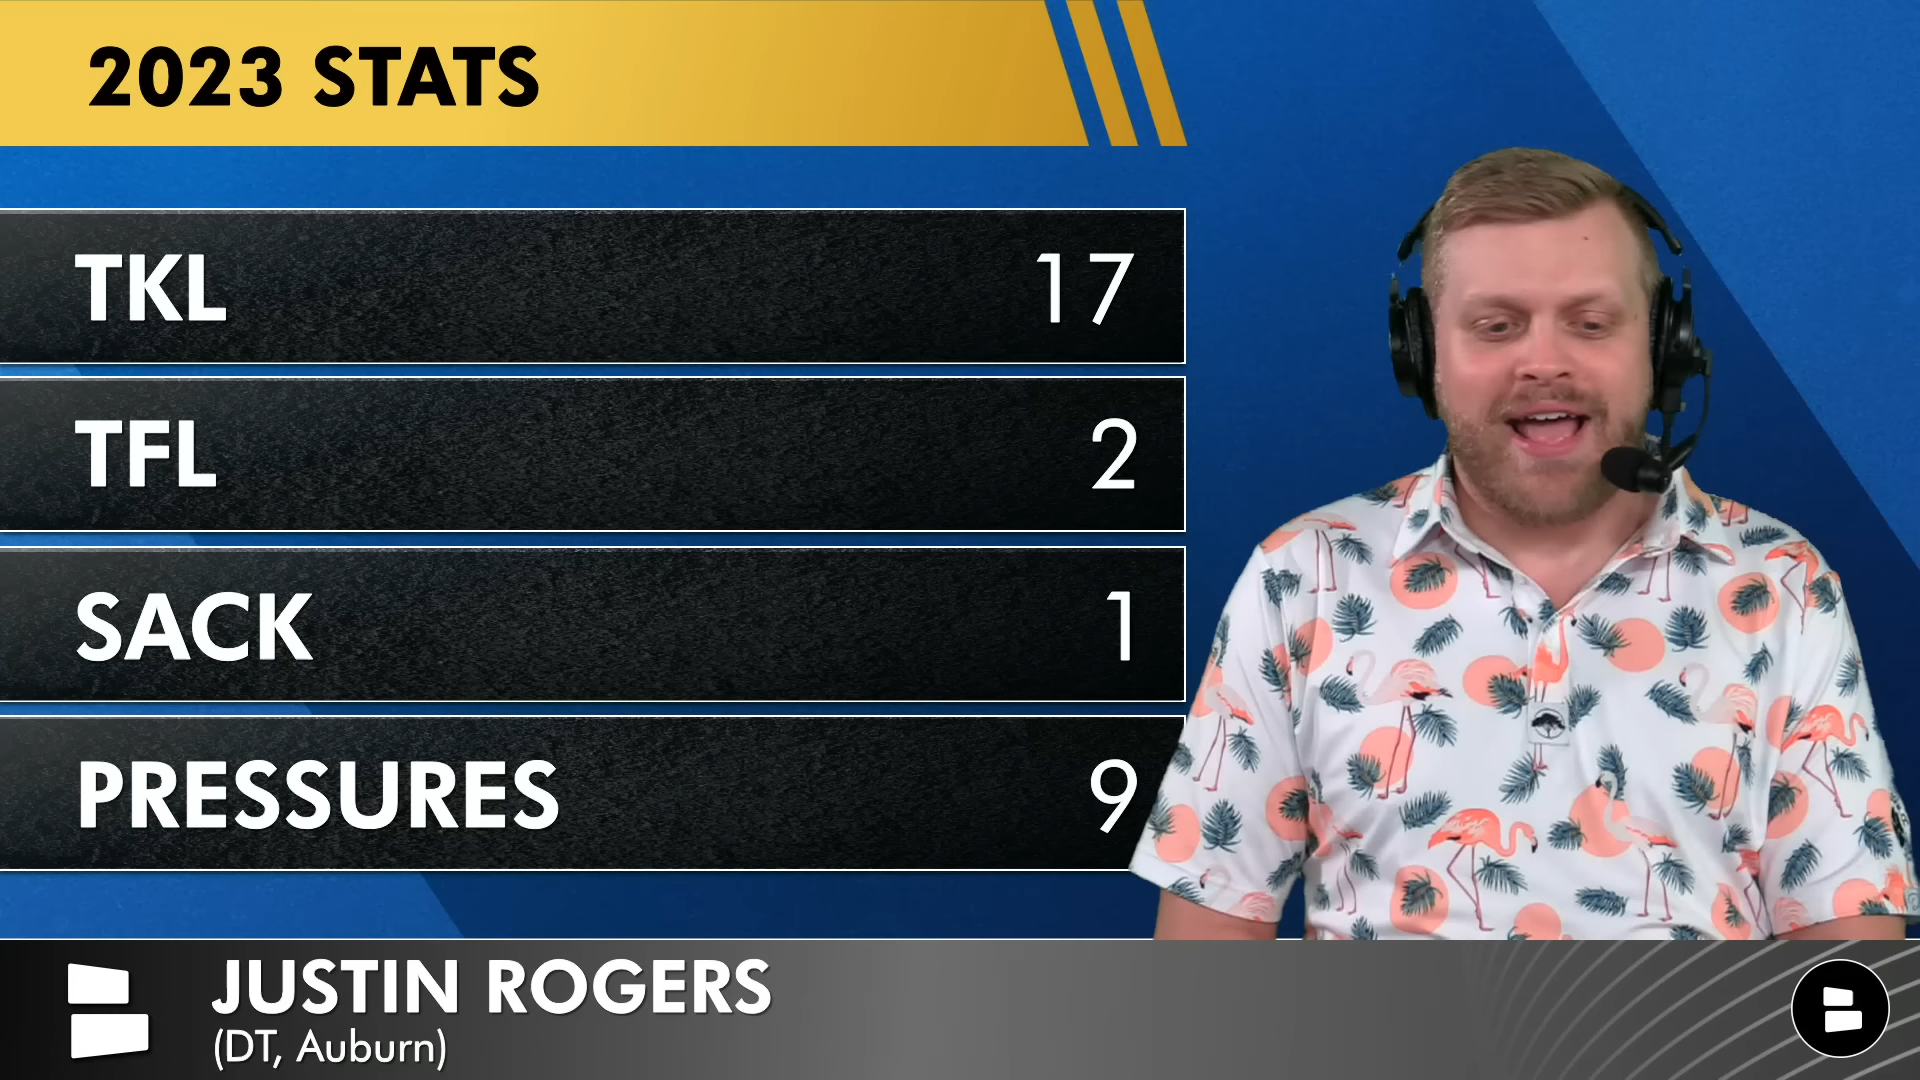 2023 STATS
TKL 17
TFL 2
SACK 1
PRESSURES 9
JUSTIN ROGERS
(DT, Auburn)